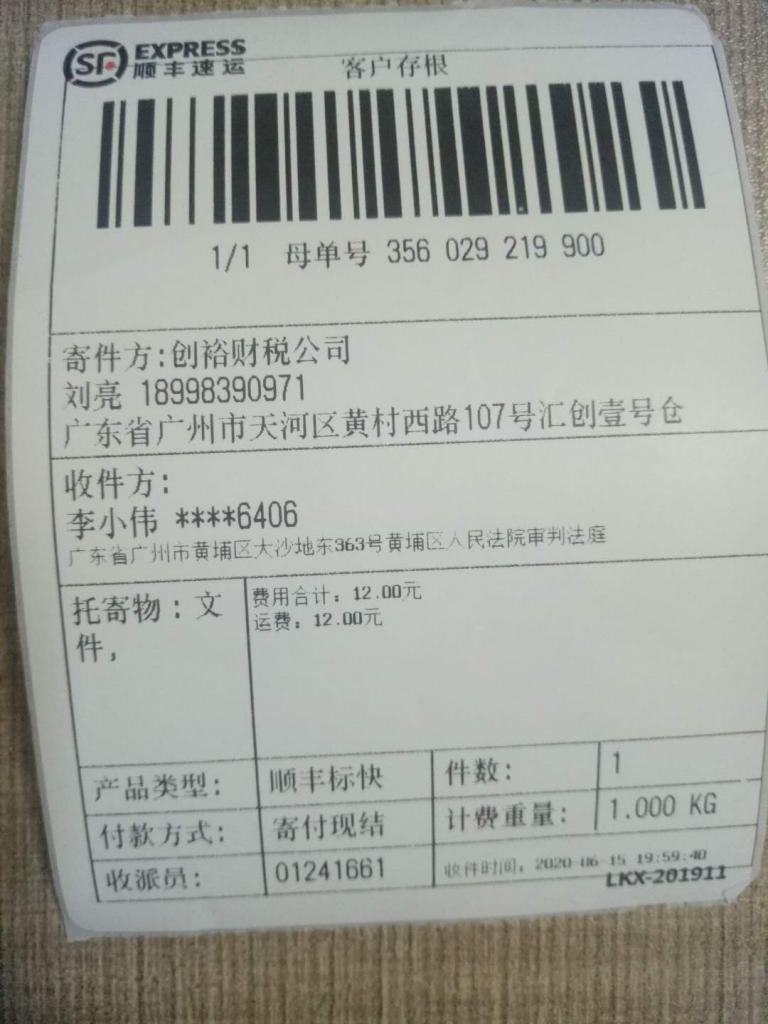 SF EXPRESS
顺丰速运
客户存根
1/1 母单号 356 029 219 900
寄件方:创裕财税公司
刘亮 18998390971
广东省广州市天河区黄村西路107号汇创壹号仓
收件方:
李小伟 ****6406
广东省广州市黄埔区大沙地东363号黄埔区人民法院审判法庭
托寄物:文
件,
费用合计:12.00元
运费:12.00元
产品类型: 顺丰标快 件数: 1
付款方式: 寄付现结 计费重量: 1.000 KG
收派员: 01241661 收件时间:2020-06-15 19:59:40
LKX-201911